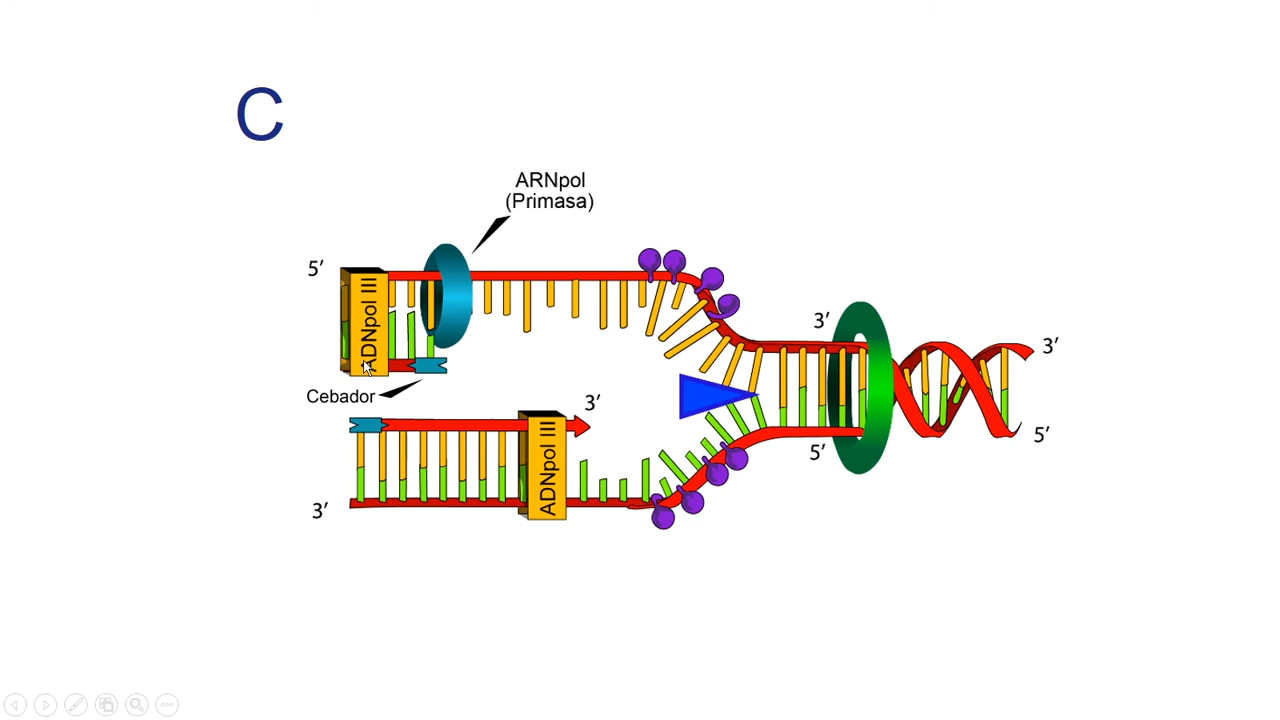 C
ARNpol
(Primasa)
5′
ADNpol III
3′
3′
Cebador
3′
ADNpol III
5′
5′
3′